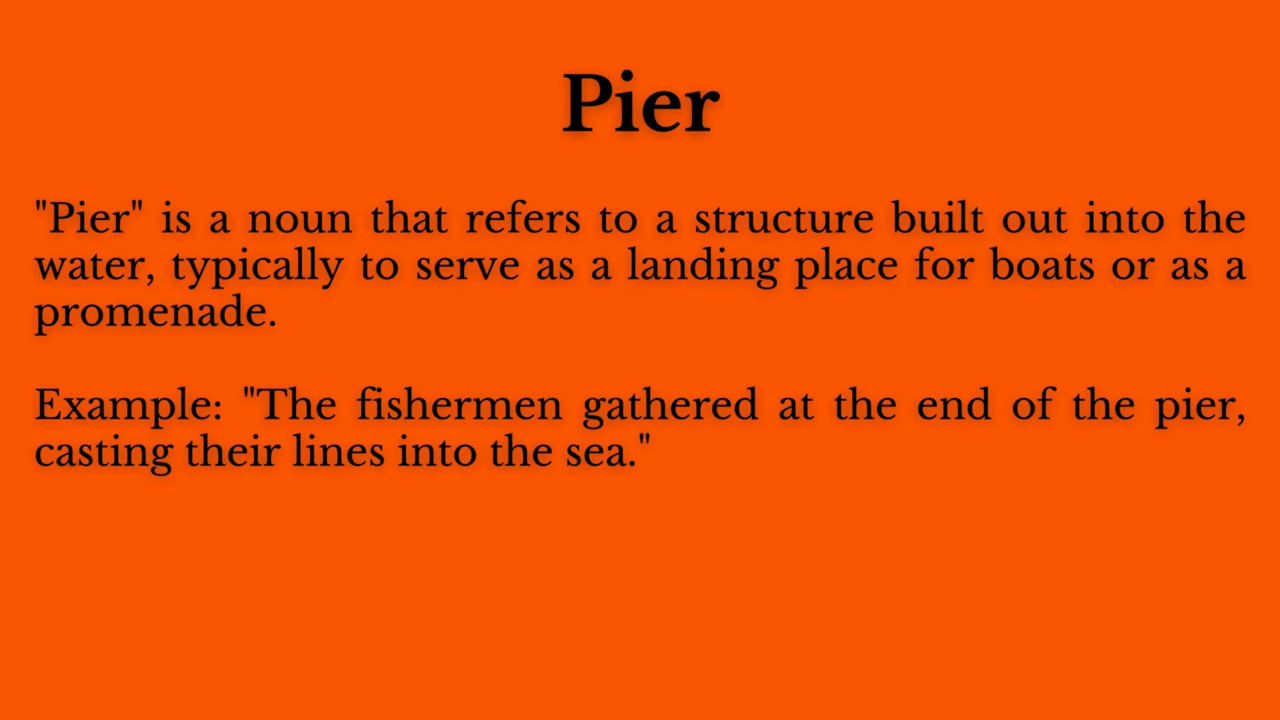 Pier
"Pier" is a noun that refers to a structure built out into the
water, typically to serve as a landing place for boats or as a
promenade.
Example: "The fishermen gathered at the end of the pier,
casting their lines into the sea."